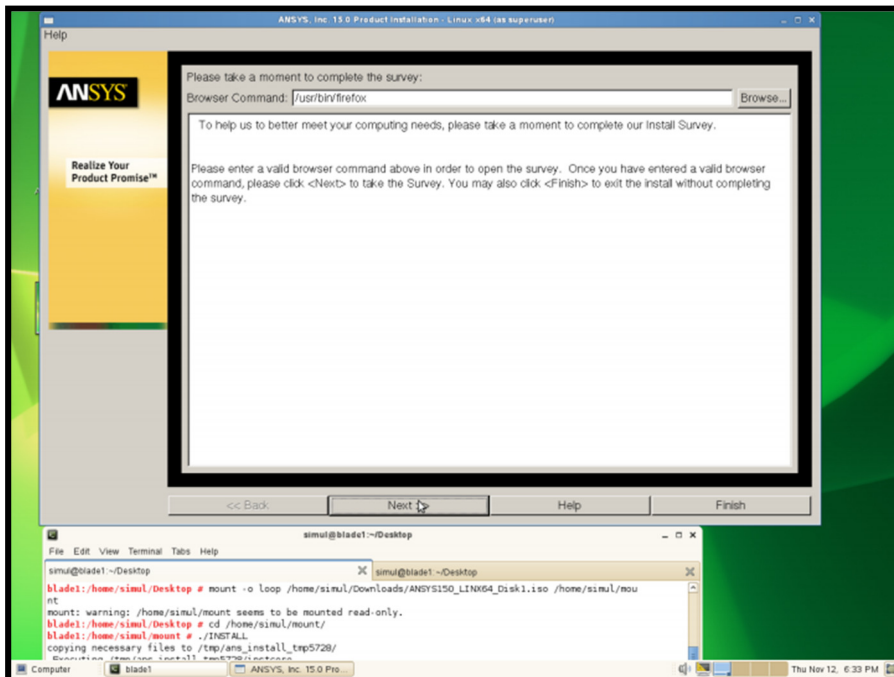 ANSYS, Inc. 15.0 Product Installation - Linux x64 (as superuser)
Help
ANSYS
Realize Your
Product Promise™
Please take a moment to complete the survey:
Browser Command: /usr/bin/firefox
Browse...
To help us to better meet your computing needs, please take a moment to complete our Install Survey.
Please enter a valid browser command above in order to open the survey. Once you have entered a valid browser
command, please click <Next> to take the Survey. You may also click <Finish> to exit the install without completing
the survey.
<< Back
Next >>
Help
Finish
simul@blade1:~/Desktop
File Edit View Terminal Tabs Help
simul@blade1:~/Desktop
simul@blade1:~/Desktop
blade1:/home/simul/Desktop # mount -o loop /home/simul/Downloads/ANSYS150_LINX64_Disk1.iso /home/simul/mou
nt
mount: warning: /home/simul/mount seems to be mounted read-only.
blade1:/home/simul/Desktop # cd /home/simul/mount/
blade1:/home/simul/mount # ./INSTALL
copying necessary files to /tmp/ans_install_tmp5728/
Executing /tmp/ans_install_tmp5728/instcore
Computer
blade1
ANSYS, Inc. 15.0 Pro...
Thu Nov 12, 6:33 PM